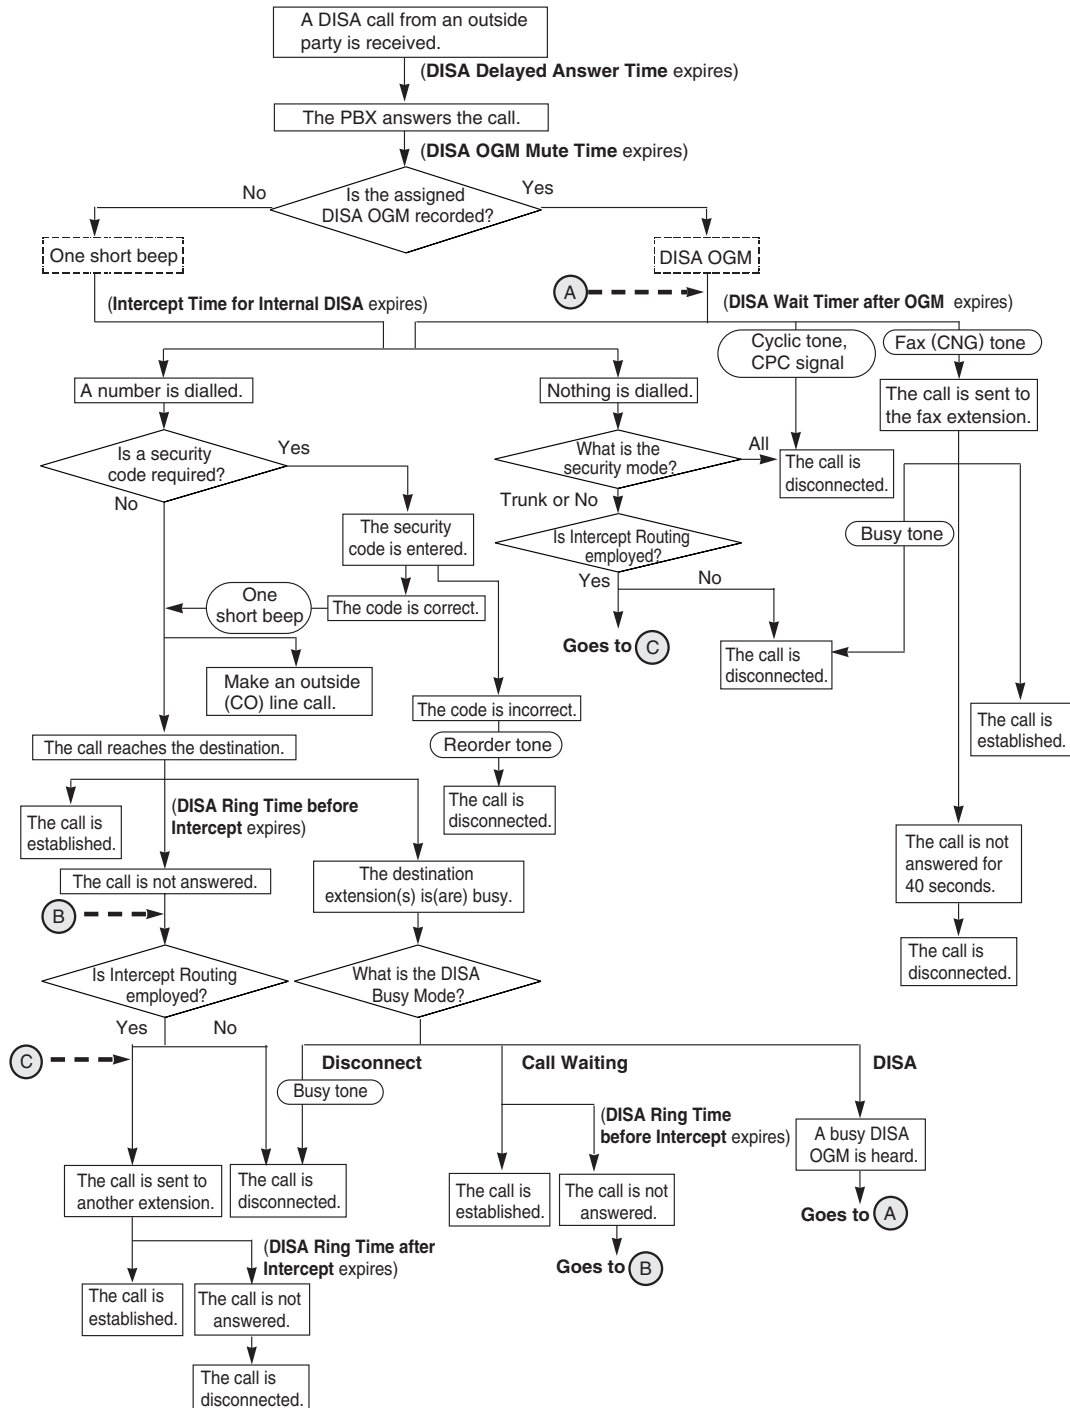 A DISA call from an outside
party is received.
(DISA Delayed Answer Time expires)
The PBX answers the call.
(DISA OGM Mute Time expires)
No
Is the assigned
DISA OGM recorded?
Yes
One short beep
DISA OGM
A
(Intercept Time for Internal DISA expires)
(DISA Wait Timer after OGM expires)
Cyclic tone,
CPC signal
Fax (CNG) tone
A number is dialled.
Nothing is dialled.
The call is sent to
the fax extension.
Is a security
code required?
Yes
No
What is the
security mode?
All
The call is
disconnected.
Trunk or No
The security
code is entered.
Is Intercept Routing
employed?
Busy tone
Yes
No
One
short beep
The code is correct.
Goes to C
The call is
disconnected.
Make an outside
(CO) line call.
The code is incorrect.
The call is
established.
The call reaches the destination.
Reorder tone
The call is
disconnected.
The call is
established.
(DISA Ring Time before
Intercept expires)
The call is not
answered for
40 seconds.
The call is not answered.
The destination
extension(s) is(are) busy.
B
The call is
disconnected.
Is Intercept Routing
employed?
What is the DISA
Busy Mode?
Yes
No
C
Disconnect
Call Waiting
DISA
Busy tone
(DISA Ring Time
before Intercept expires)
A busy DISA
OGM is heard.
The call is sent to
another extension.
The call is
disconnected.
The call is
established.
The call is not
answered.
Goes to A
(DISA Ring Time after
Intercept expires)
Goes to B
The call is
established.
The call is not
answered.
The call is
disconnected.